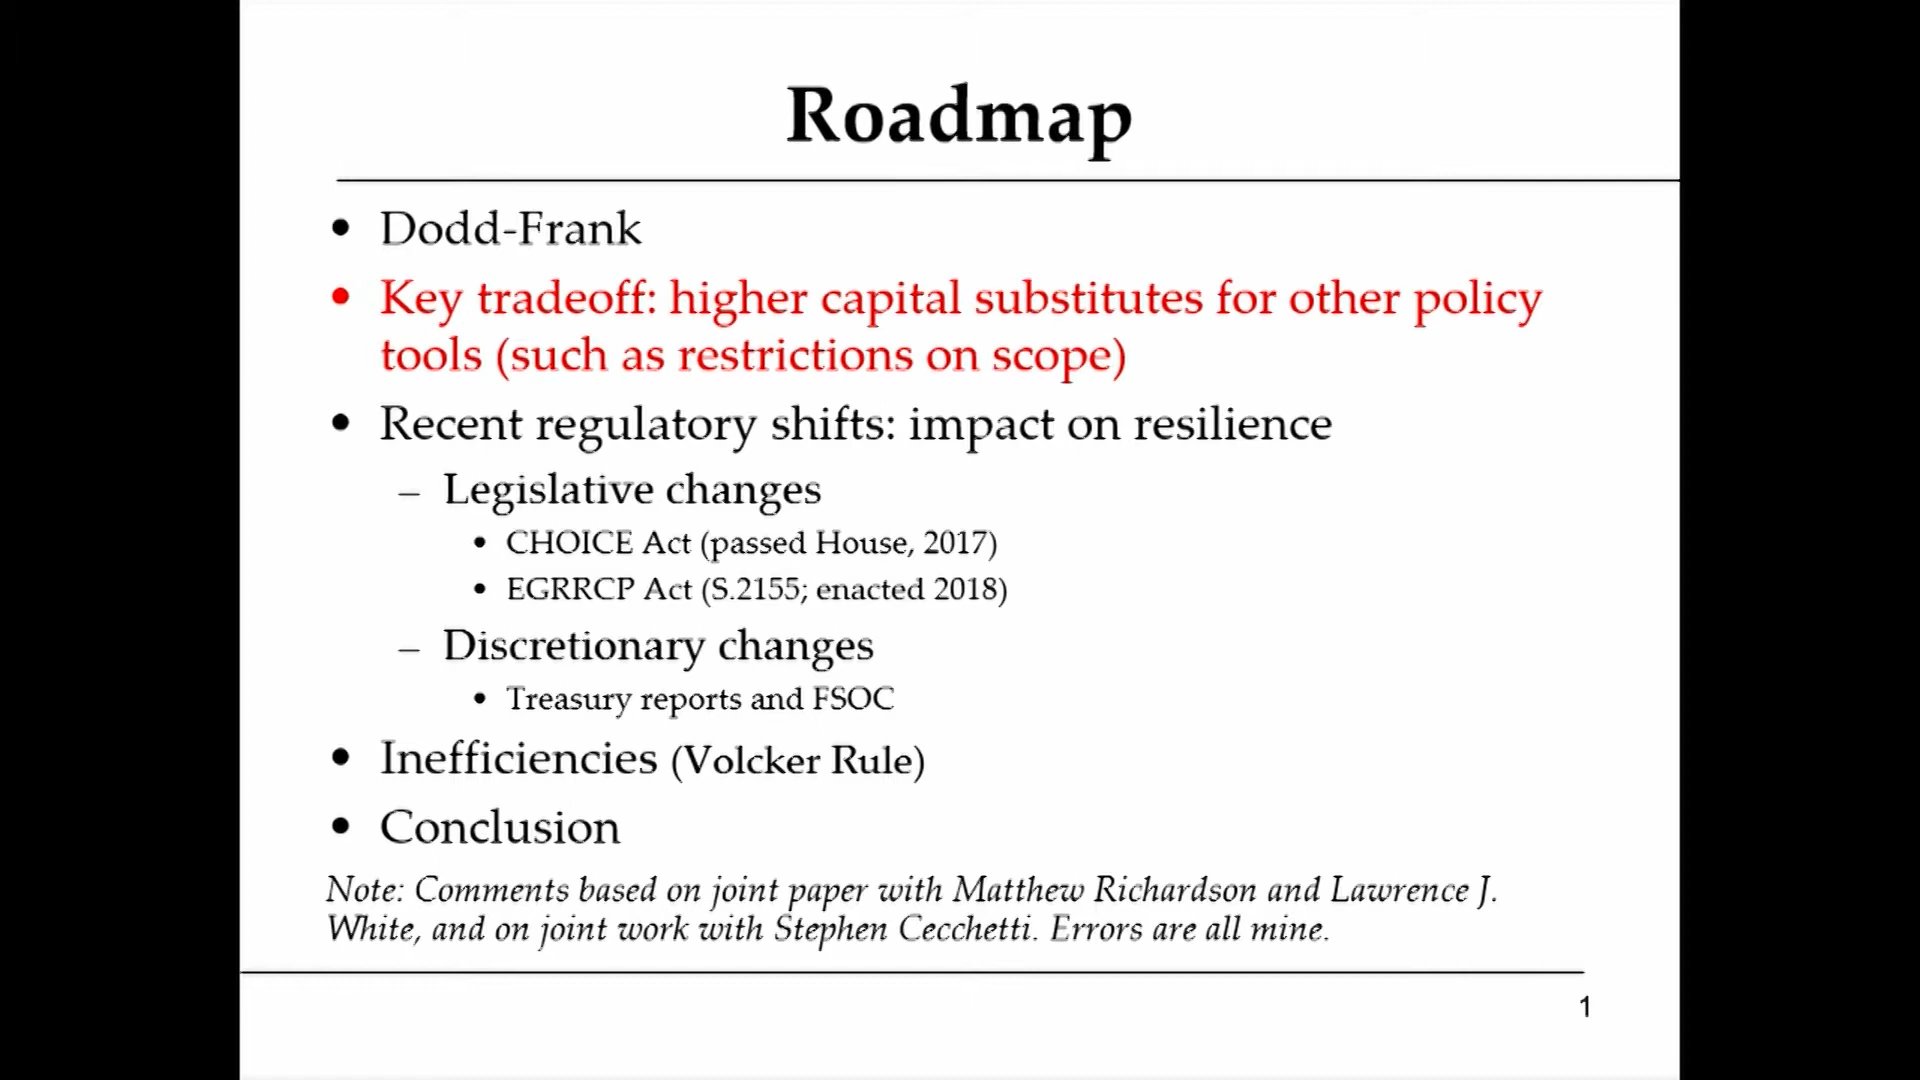 Roadmap
• Dodd-Frank
• Key tradeoff: higher capital substitutes for other policy
tools (such as restrictions on scope)
• Recent regulatory shifts: impact on resilience
– Legislative changes
• CHOICE Act (passed House, 2017)
• EGRRCP Act (S.2155; enacted 2018)
– Discretionary changes
• Treasury reports and FSOC
• Inefficiencies (Volcker Rule)
• Conclusion
Note: Comments based on joint paper with Matthew Richardson and Lawrence J.
White, and on joint work with Stephen Cecchetti. Errors are all mine.
1